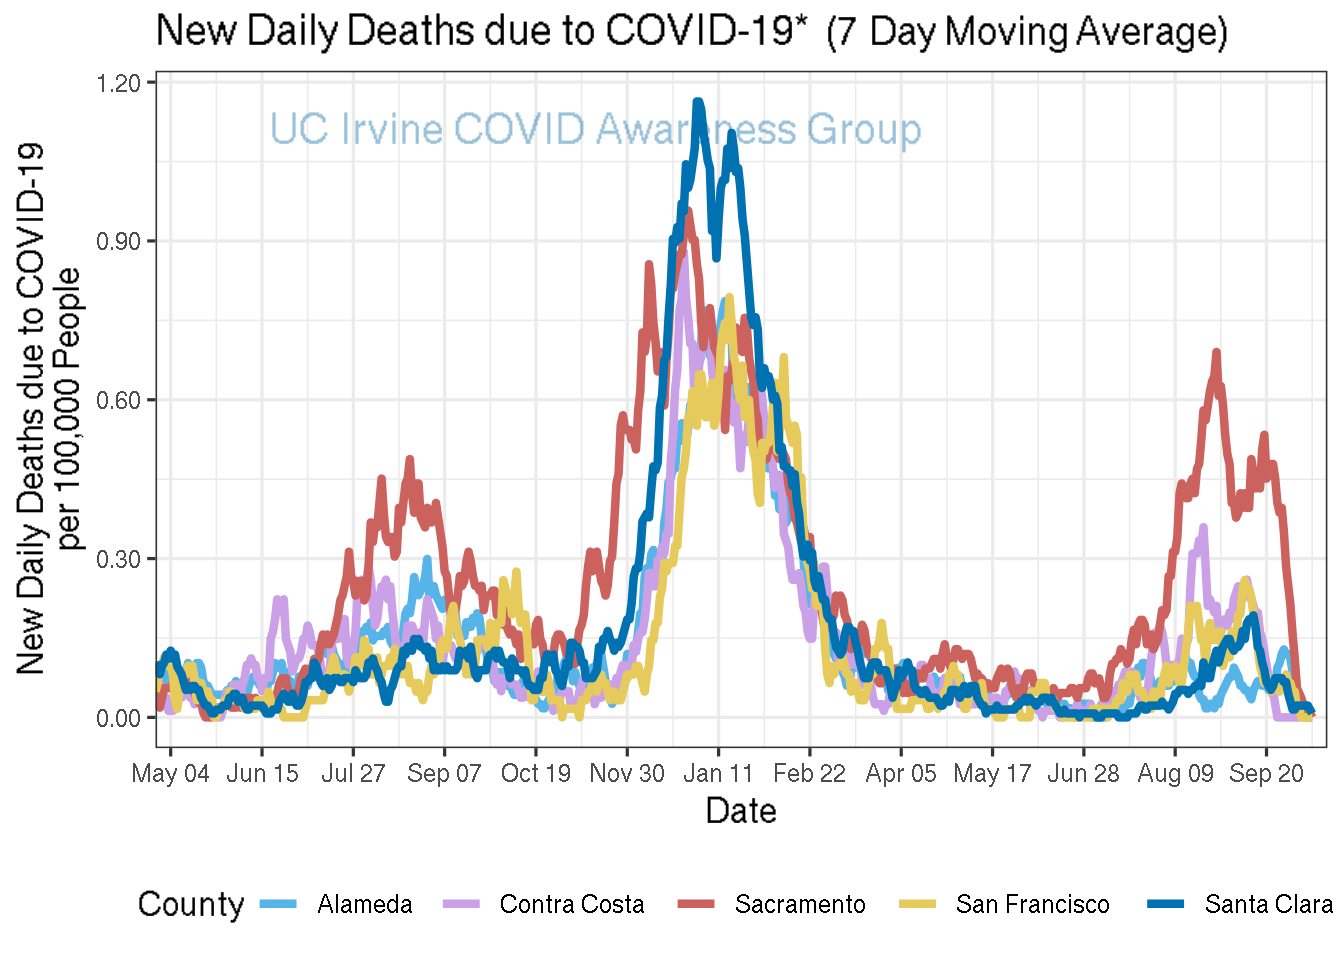 New Daily Deaths due to COVID-19* (7 Day Moving Average)
UC Irvine COVID Awareness Group
New Daily Deaths due to COVID-19
per 100,000 People
1.20
0.90
0.60
0.30
0.00
May 04 Jun 15 Jul 27 Sep 07 Oct 19 Nov 30 Jan 11 Feb 22 Apr 05 May 17 Jun 28 Aug 09 Sep 20
Date
County Alameda Contra Costa Sacramento San Francisco Santa Clara